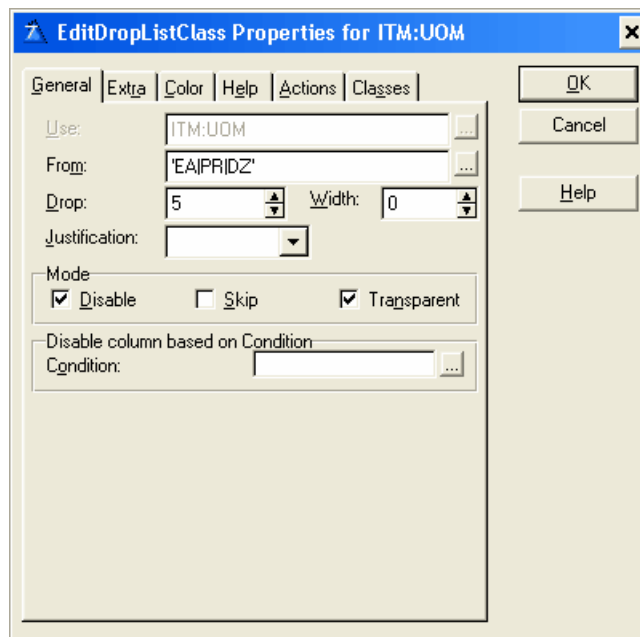 EditDropListClass Properties for ITM:UOM
General Extra Color Help Actions Classes
OK
Use: ITM:UOM ...
Cancel
From: 'EA|PR|DZ' ...
Drop: 5 Width: 0
Help
Justification:
Mode
Disable Skip Transparent
Disable column based on Condition
Condition: ...